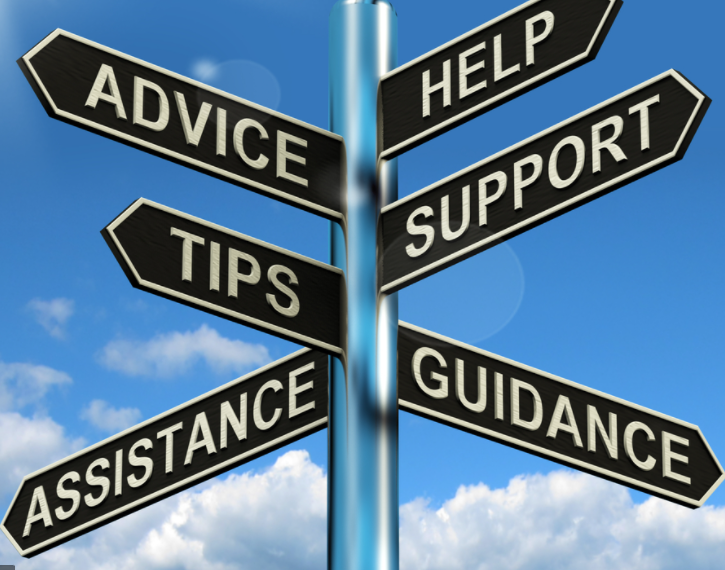 ADVICE
HELP
SUPPORT
TIPS
GUIDANCE
ASSISTANCE